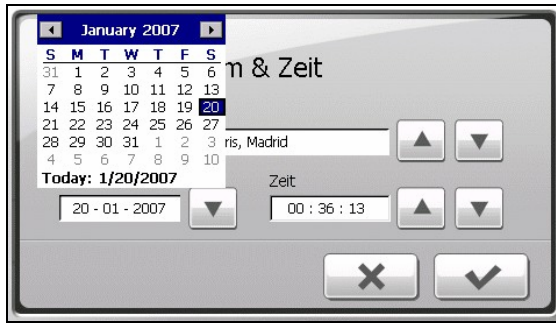 January 2007
S M T W T F S
31 1 2 3 4 5 6
7 8 9 10 11 12 13
14 15 16 17 18 19 20
21 22 23 24 25 26 27
28 29 30 31 1 2 3
4 5 6 7 8 9 10
Today: 1/20/2007
& Zeit
Madrid
Zeit
20 - 01 - 2007
00 : 36 : 13